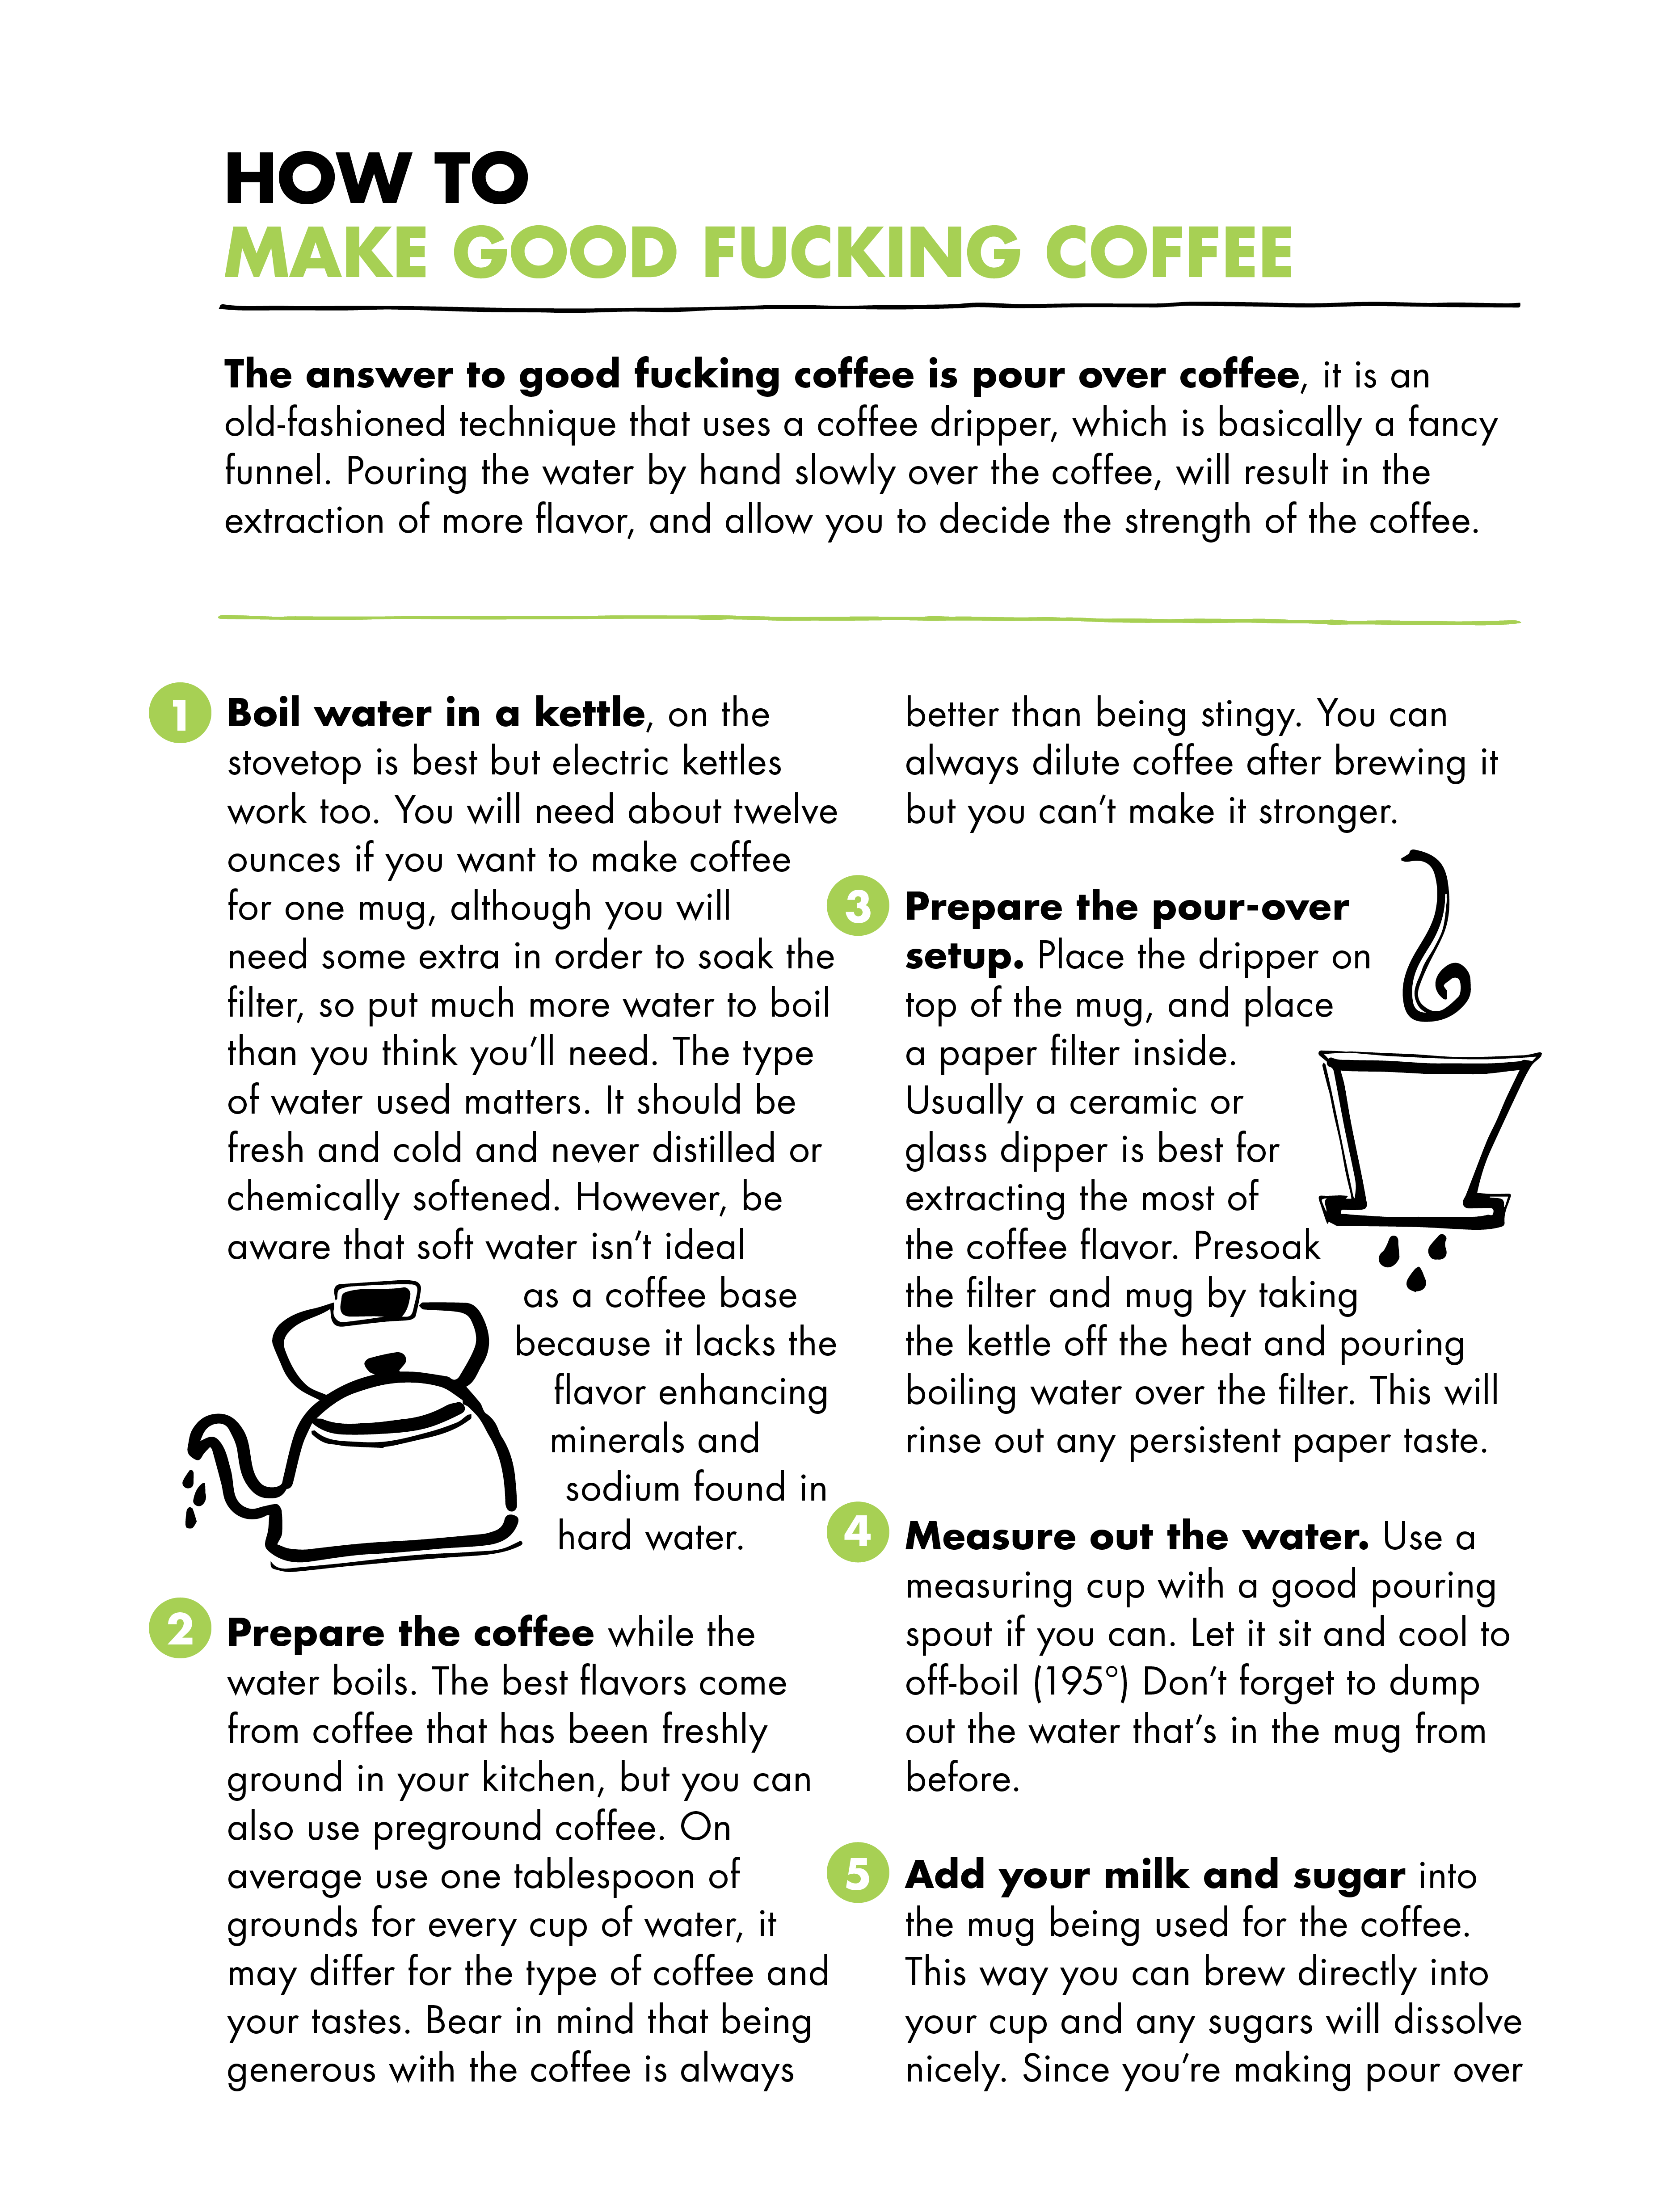 HOW TO
MAKE GOOD FUCKING COFFEE
The answer to good fucking coffee is pour over coffee, it is an
old-fashioned technique that uses a coffee dripper, which is basically a fancy
funnel. Pouring the water by hand slowly over the coffee, will result in the
extraction of more flavor, and allow you to decide the strength of the coffee.
1 Boil water in a kettle, on the
stovetop is best but electric kettles
work too. You will need about twelve
ounces if you want to make coffee
for one mug, although you will
need some extra in order to soak the
filter, so put much more water to boil
than you think you’ll need. The type
of water used matters. It should be
fresh and cold and never distilled or
chemically softened. However, be
aware that soft water isn’t ideal
as a coffee base
because it lacks the
flavor enhancing
minerals and
sodium found in
hard water.
2 Prepare the coffee while the
water boils. The best flavors come
from coffee that has been freshly
ground in your kitchen, but you can
also use preground coffee. On
average use one tablespoon of
grounds for every cup of water, it
may differ for the type of coffee and
your tastes. Bear in mind that being
generous with the coffee is always
better than being stingy. You can
always dilute coffee after brewing it
but you can’t make it stronger.
3 Prepare the pour-over
setup. Place the dripper on
top of the mug, and place
a paper filter inside.
Usually a ceramic or
glass dipper is best for
extracting the most of
the coffee flavor. Presoak
the filter and mug by taking
the kettle off the heat and pouring
boiling water over the filter. This will
rinse out any persistent paper taste.
4 Measure out the water. Use a
measuring cup with a good pouring
spout if you can. Let it sit and cool to
off-boil (195°) Don’t forget to dump
out the water that’s in the mug from
before.
5 Add your milk and sugar into
the mug being used for the coffee.
This way you can brew directly into
your cup and any sugars will dissolve
nicely. Since you’re making pour over